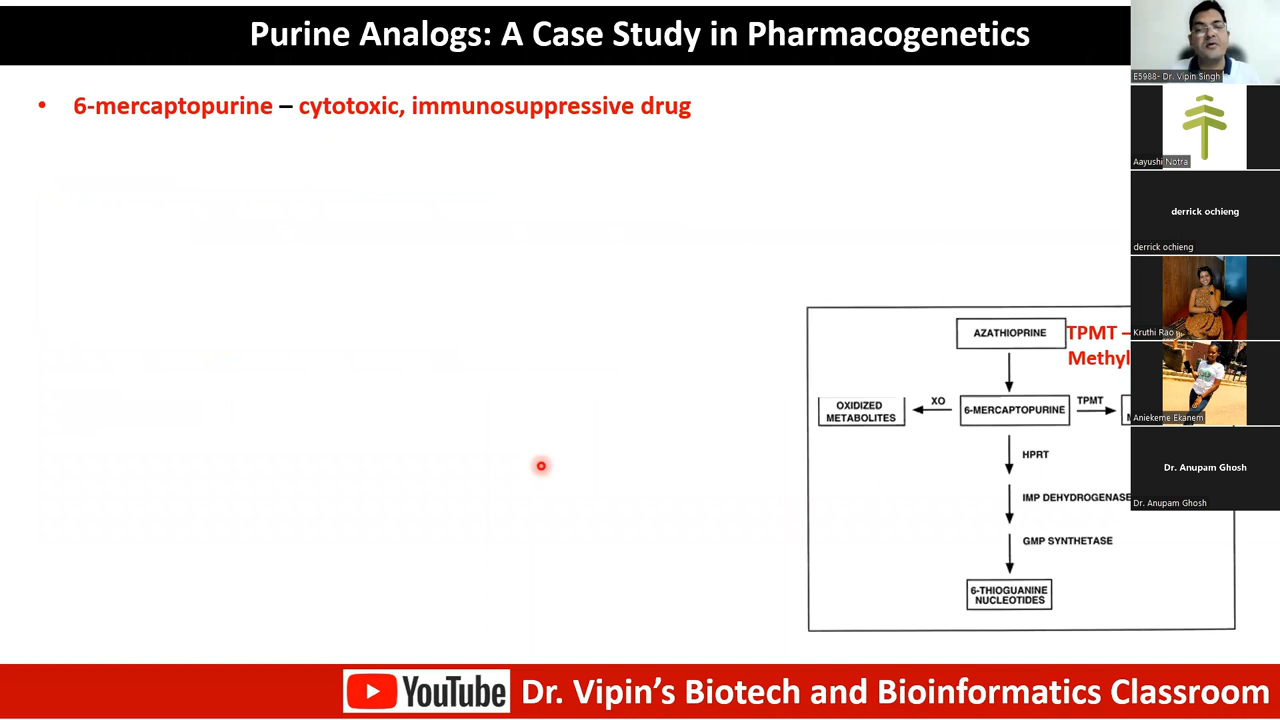 Purine Analogs: A Case Study in Pharmacogenetics
• 6-mercaptopurine – cytotoxic, immunosuppressive drug
E5988- Dr. Vipin Singh
Aayushi Notra
derrick ochieng
derrick ochieng
Kruthi Rao
Aniekeme Ekanem
Dr. Anupam Ghosh
Dr. Anupam Ghosh
AZATHIOPRINE
TPMT –
Methyl
OXIDIZED
METABOLITES
XO
6-MERCAPTOPURINE
TPMT
HPRT
IMP DEHYDROGENASE
GMP SYNTHETASE
6-THIOGUANINE
NUCLEOTIDES
YouTube Dr. Vipin's Biotech and Bioinformatics Classroom